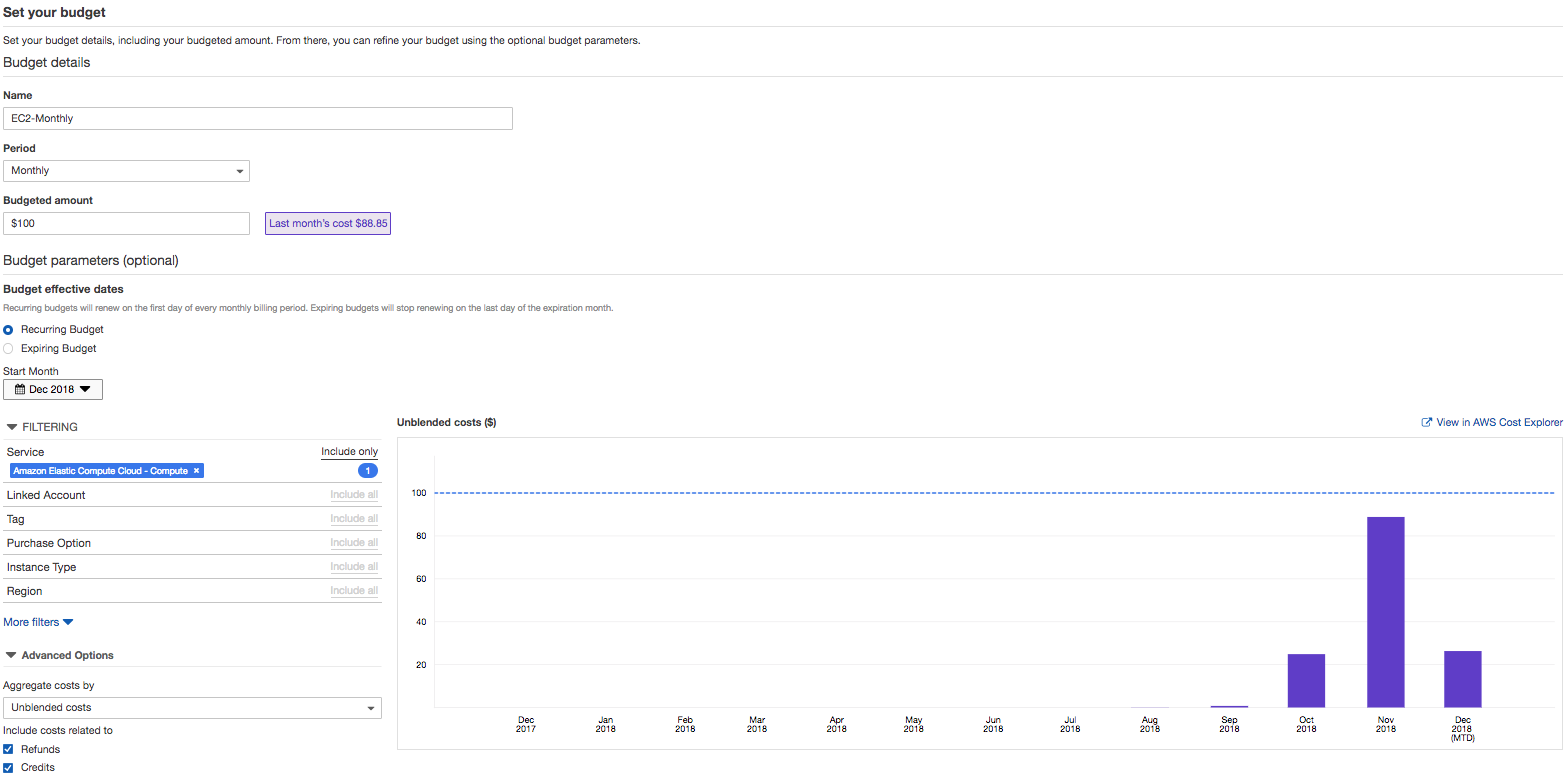 Set your budget
Set your budget details, including your budgeted amount. From there, you can refine your budget using the optional budget parameters.
Budget details
Name
EC2-Monthly
Period
Monthly
Budgeted amount
$100
Last month's cost $88.85
Budget parameters (optional)
Budget effective dates
Recurring budgets will renew on the first day of every monthly billing period. Expiring budgets will stop renewing on the last day of the expiration month.
Recurring Budget
Expiring Budget
Start Month
Dec 2018
FILTERING
Service Include only
Amazon Elastic Compute Cloud - Compute × 1
Linked Account Include all
Tag Include all
Purchase Option Include all
Instance Type Include all
Region Include all
More filters
Advanced Options
Aggregate costs by
Unblended costs
Include costs related to
Refunds
Credits
Unblended costs ($) View in AWS Cost Explorer
100
80
60
40
20
Dec Jan Feb Mar Apr May Jun Jul Aug Sep Oct Nov Dec
2017 2018 2018 2018 2018 2018 2018 2018 2018 2018 2018 2018 2018
(MTD)